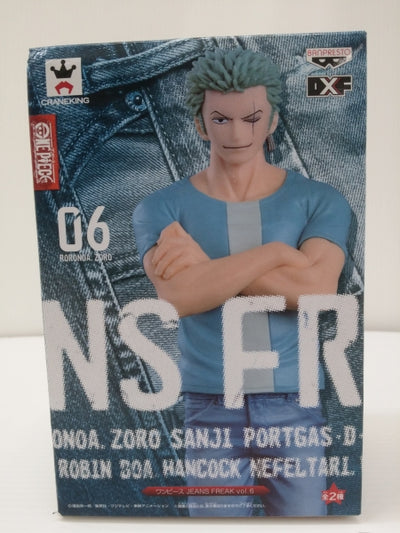 CRANEKING
BANPRESTO
DXF
ONE PIECE
06
RORONOA. ZORO
NS FR
ONOA. ZORO SANJI PORTGAS·D·
ROBIN BOA. HANCOCK NEFELTARI.
ワンピース JEANS FREAK vol.6
全2種